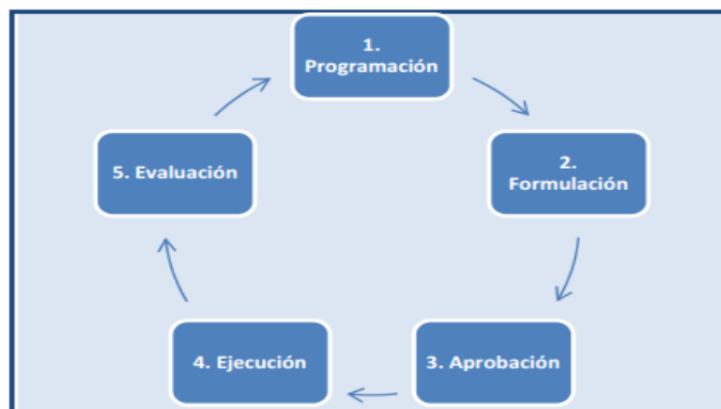 1.
Programación
2.
Formulación
3. Aprobación
4. Ejecución
5. Evaluación